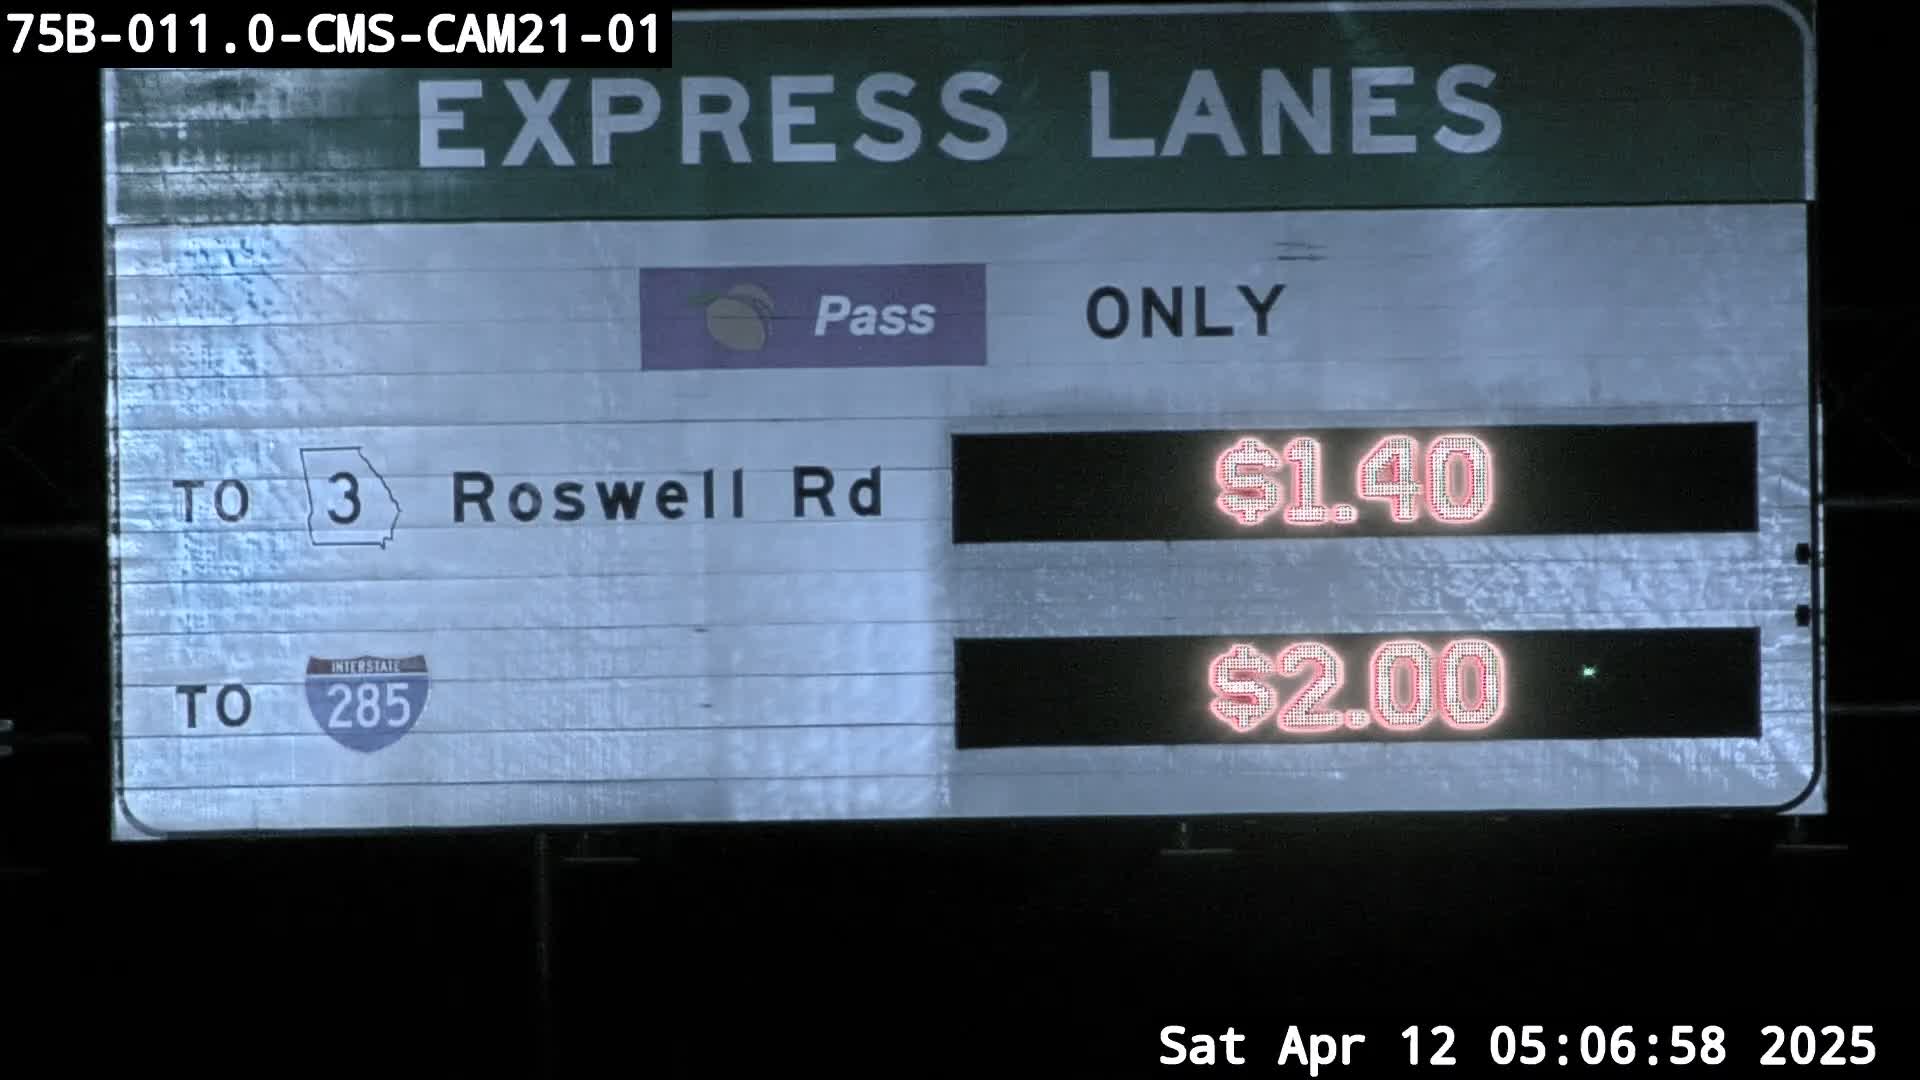 75B-011.0-CMS-CAM21-01
EXPRESS LANES
Pass ONLY
TO 3 Roswell Rd $1.40
INTERSTATE
TO 285 $2.00
Sat Apr 12 05:06:58 2025